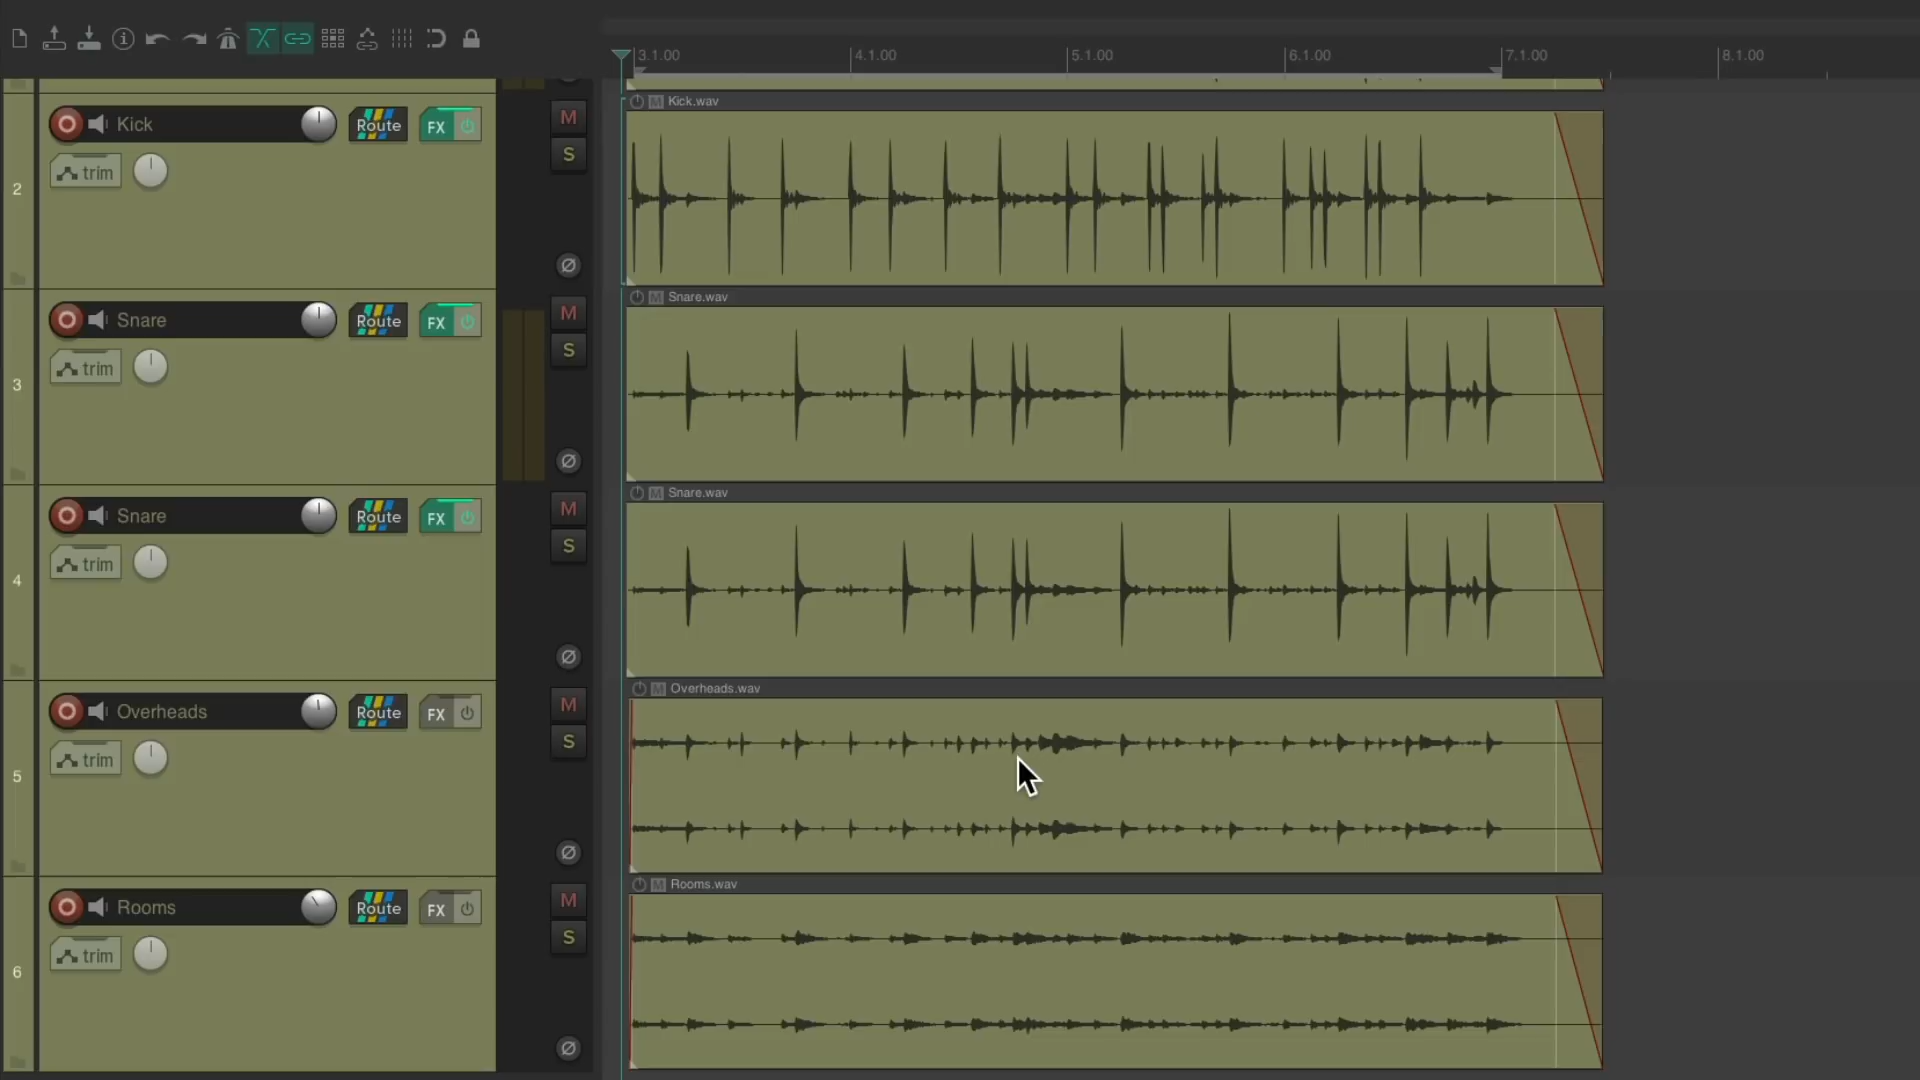 3.1.00 4.1.00 5.1.00 6.1.00 7.1.00 8.1.00
M Kick.wav
Kick Route FX M
trim S
2
M Snare.wav
Snare Route FX M
trim S
3
M Snare.wav
Snare Route FX M
trim S
4
M Overheads.wav
Overheads Route FX M
trim S
5
M Rooms.wav
Rooms Route FX M
trim S
6